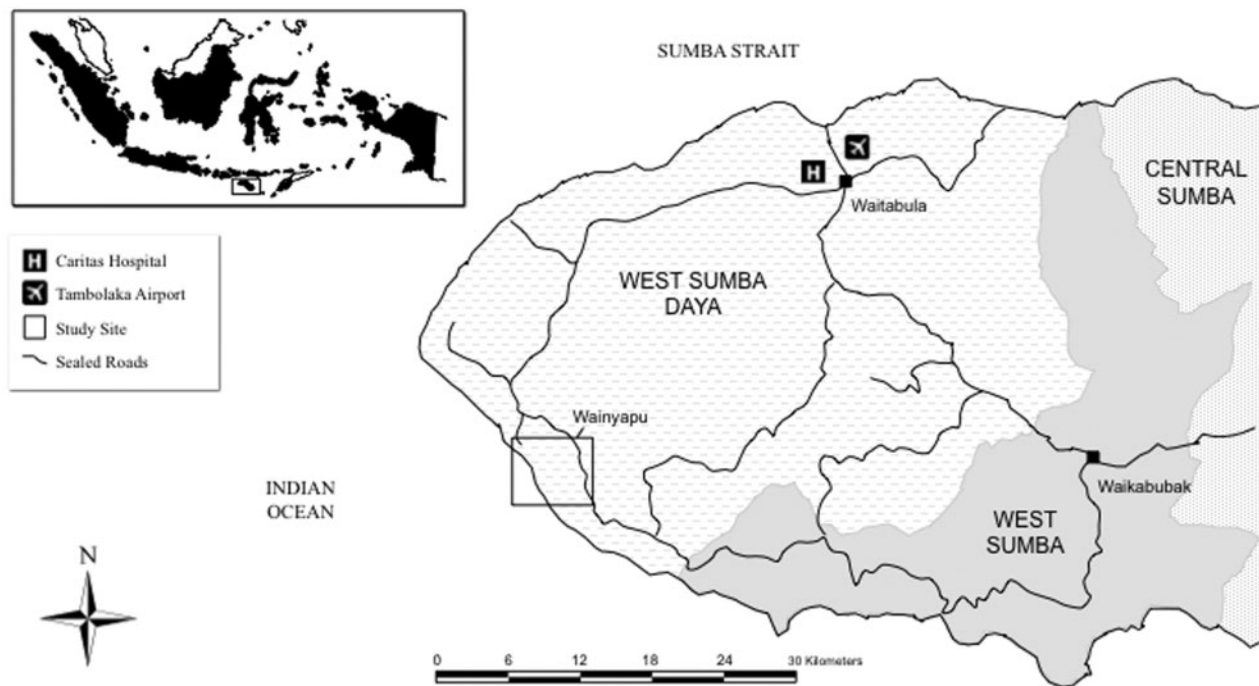 SUMBA STRAIT
CENTRAL
SUMBA
H
Waitabula
H Caritas Hospital
Tambolaka Airport
Study Site
Sealed Roads
WEST SUMBA
DAYA
Wainyapu
INDIAN
OCEAN
Waikabubak
WEST
SUMBA
N
0 6 12 18 24 30 Kilometers